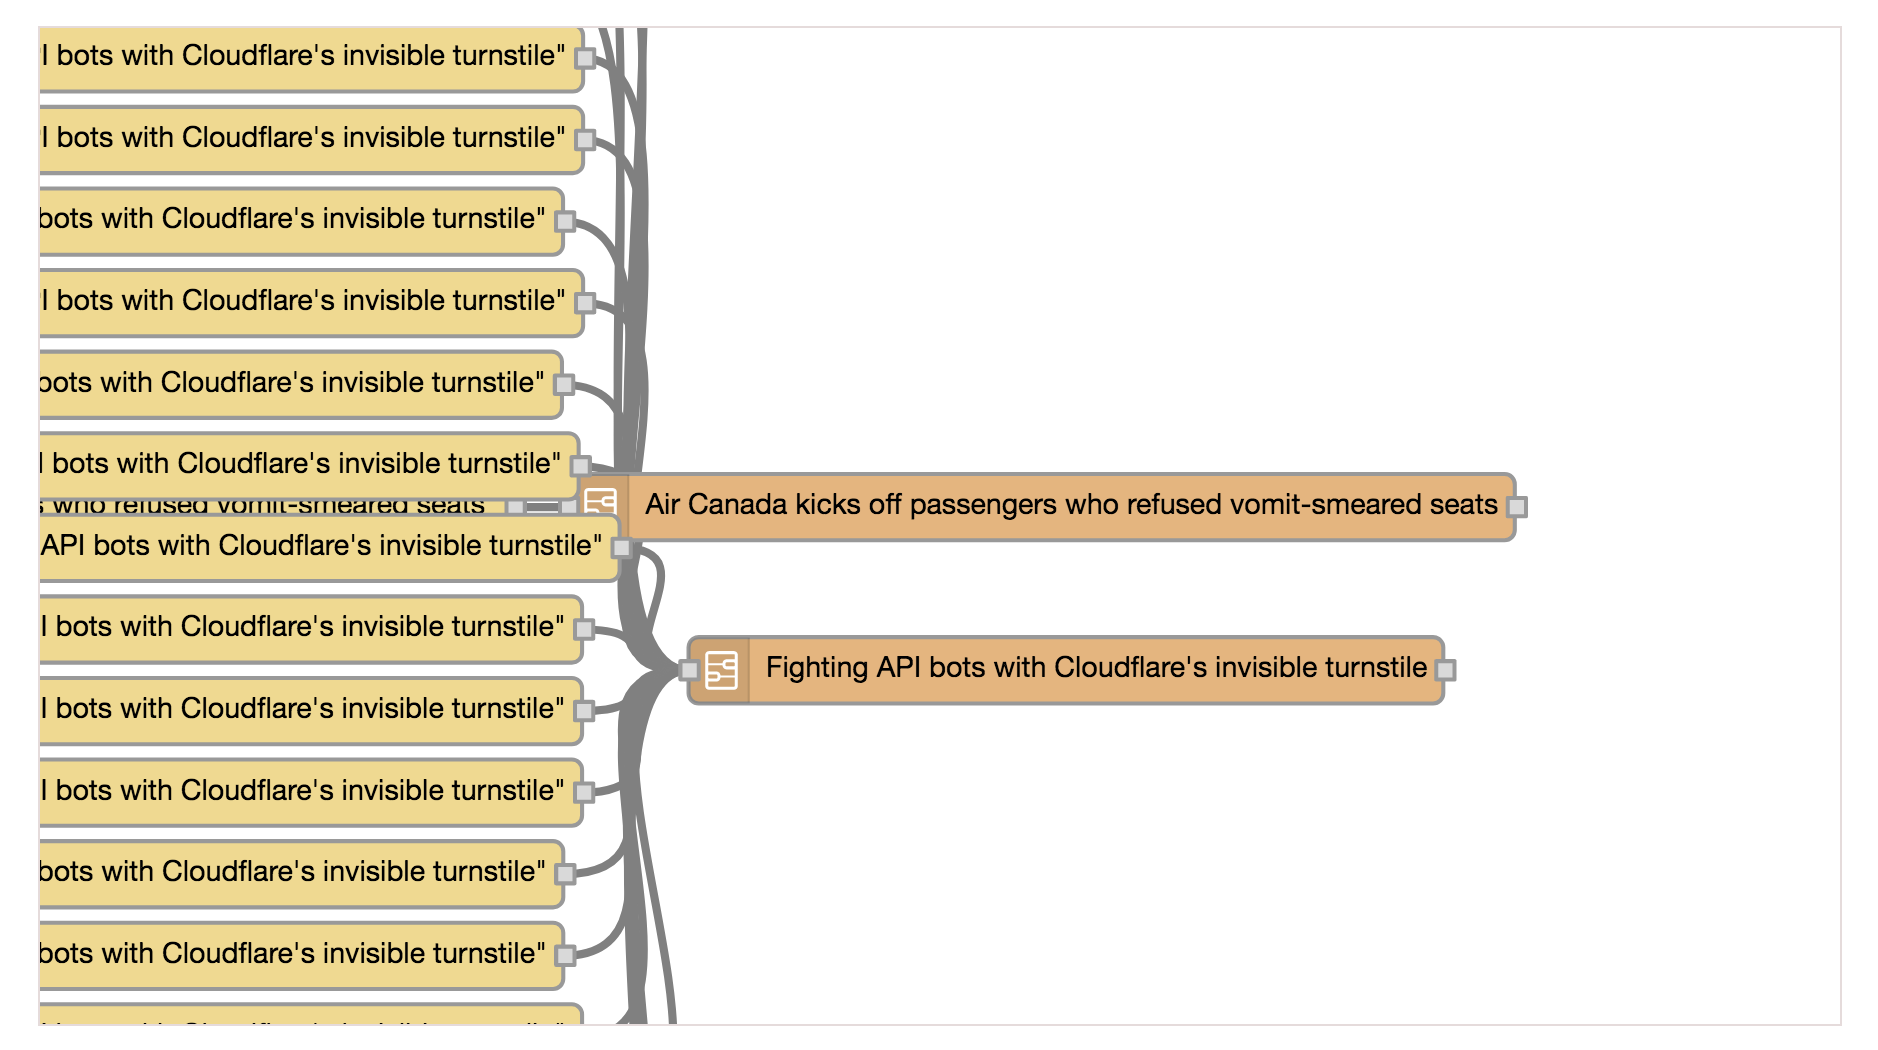 I bots with Cloudflare's invisible turnstile"
I bots with Cloudflare's invisible turnstile"
bots with Cloudflare's invisible turnstile"
I bots with Cloudflare's invisible turnstile"
bots with Cloudflare's invisible turnstile"
I bots with Cloudflare's invisible turnstile"
s who refused vomit-smeared seats
Air Canada kicks off passengers who refused vomit-smeared seats
API bots with Cloudflare's invisible turnstile"
I bots with Cloudflare's invisible turnstile"
Fighting API bots with Cloudflare's invisible turnstile
I bots with Cloudflare's invisible turnstile"
I bots with Cloudflare's invisible turnstile"
bots with Cloudflare's invisible turnstile"
bots with Cloudflare's invisible turnstile"